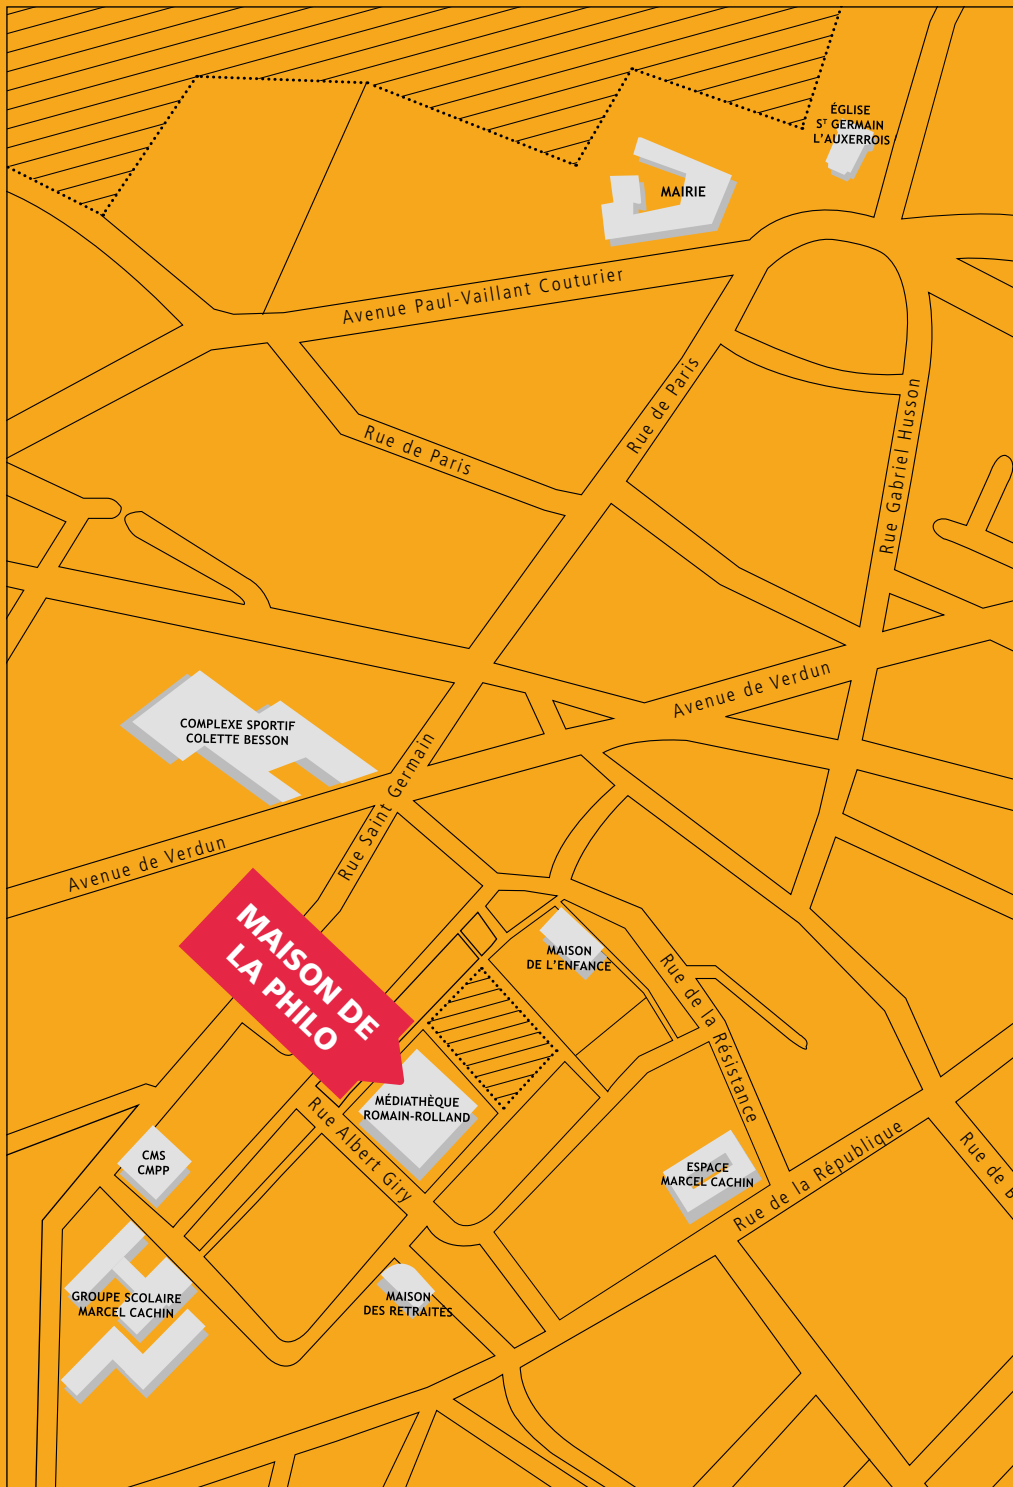 ÉGLISE
Sᵀ GERMAIN
L'AUXERROIS
MAIRIE
Avenue Paul-Vaillant Couturier
Rue de Paris
Rue de Paris
Rue Gabriel Husson
Avenue de Verdun
COMPLEXE SPORTIF
COLETTE BESSON
Rue Saint Germain
Avenue de Verdun
MAISON DE
LA PHILO
MAISON
DE L'ENFANCE
Rue de la Résistance
MÉDIATHÈQUE
ROMAIN-ROLLAND
Rue Albert Giry
CMS
CMPP
ESPACE
MARCEL CACHIN
Rue de la République
Rue de B
GROUPE SCOLAIRE
MARCEL CACHIN
MAISON
DES RETRAITÉS